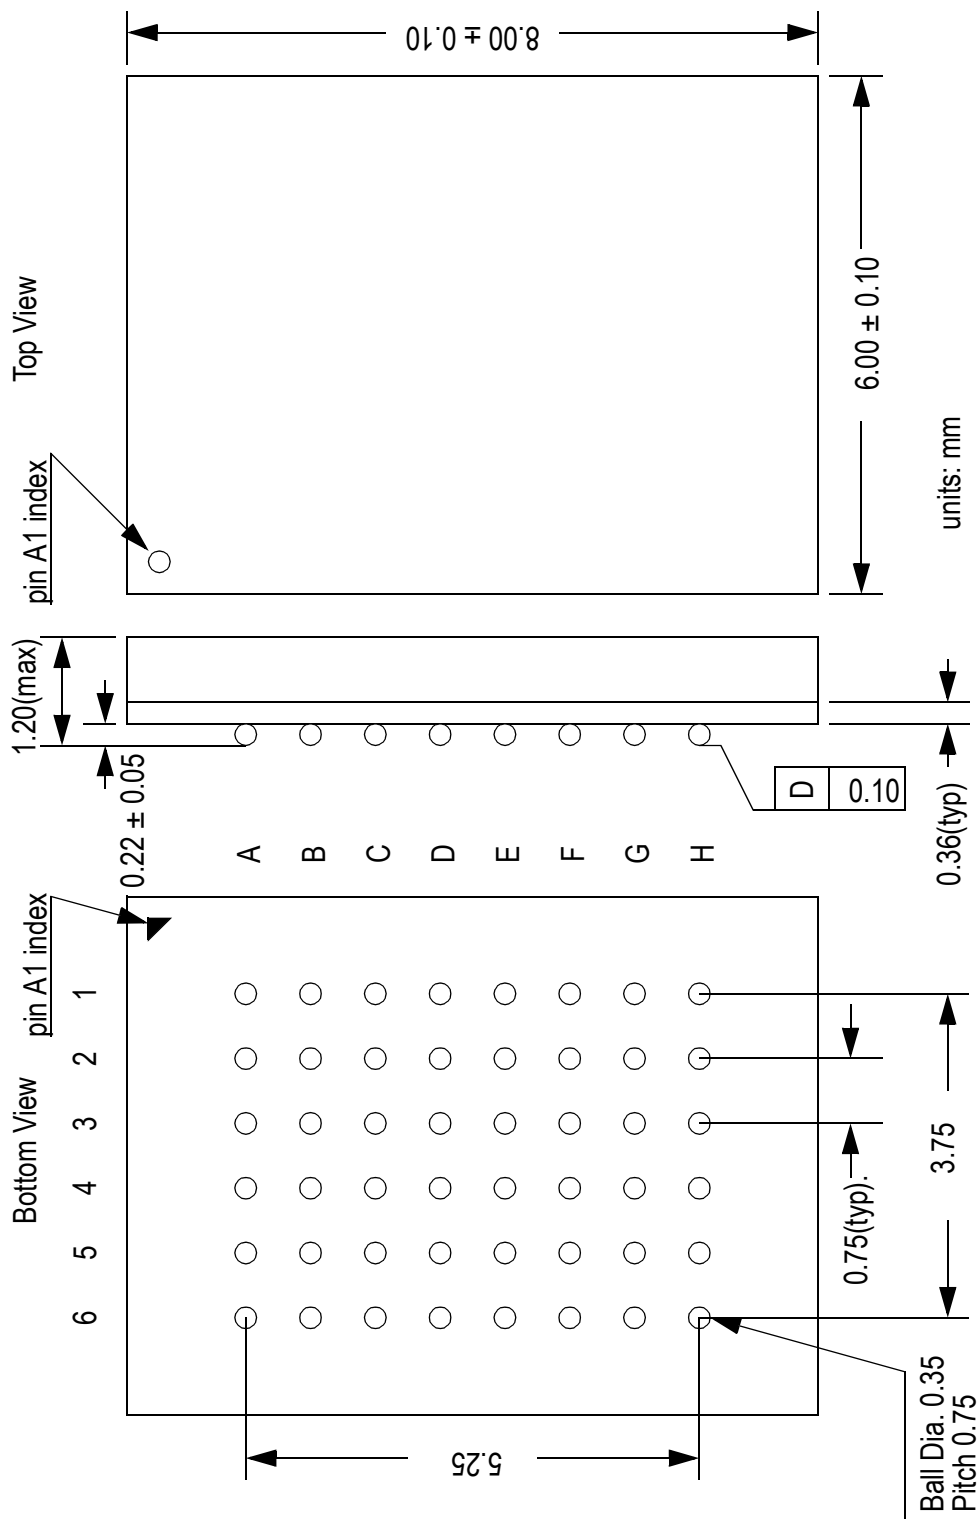 Bottom View
Top View
pin A1 index
pin A1 index
6
5
4
3
2
1
1.20(max)
0.22 ± 0.05
A
B
C
D
E
F
G
H
5.25
8.00 ± 0.10
D
0.10
0.75(typ).
3.75
0.36(typ)
6.00 ± 0.10
Ball Dia. 0.35
Pitch 0.75
units: mm